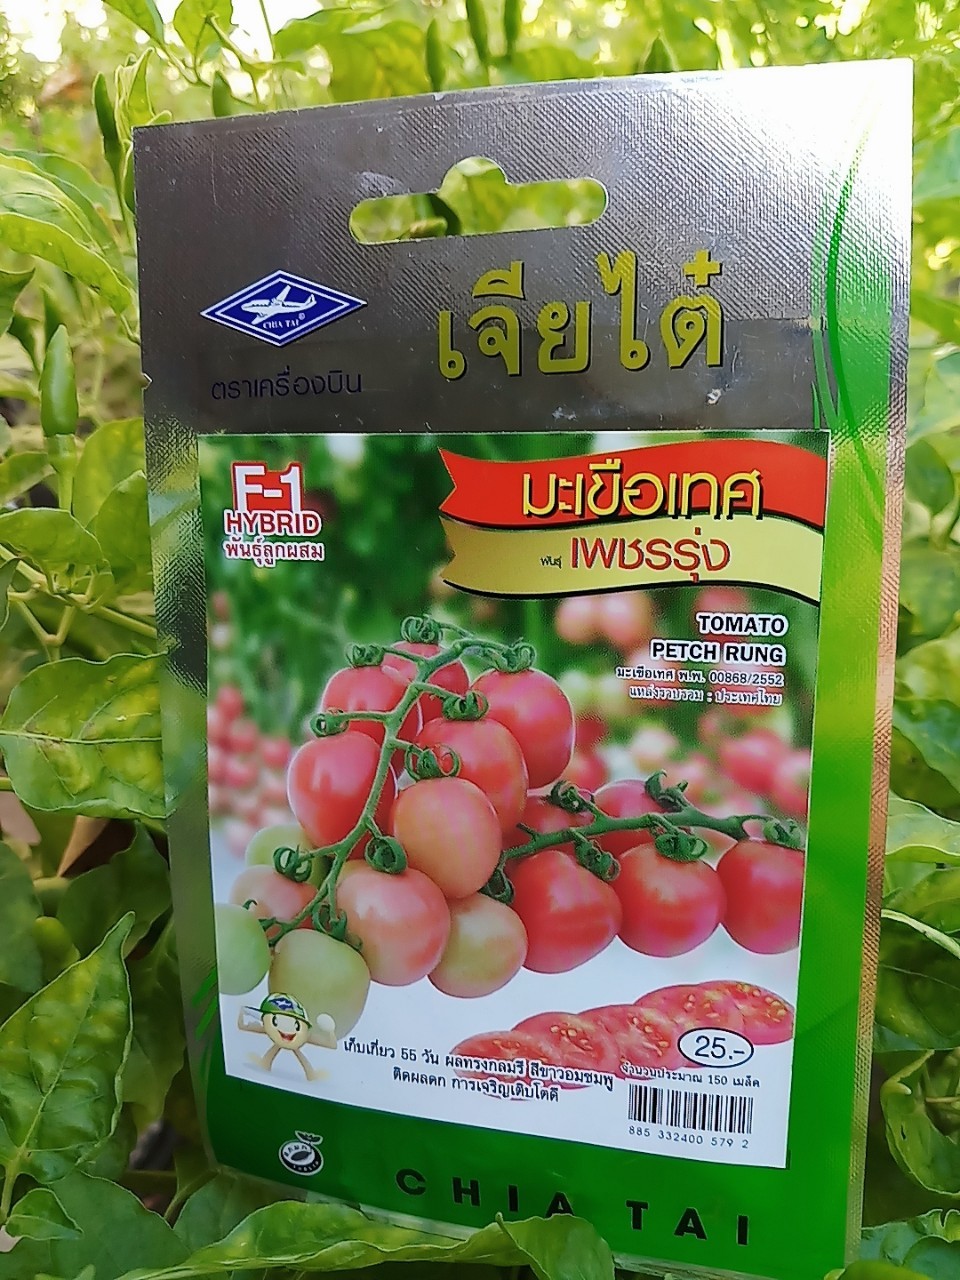 เจียไต๋
CHIA TAI®
ตราเครื่องบิน
F-1
HYBRID
พันธุ์ลูกผสม
มะเขือเทศ
พันธุ์ เพชรรุ่ง
TOMATO
PETCH RUNG
มะเขือเทศ พ.พ. 00868/2552
แหล่งรวบรวม : ประเทศไทย
25.-
เก็บเกี่ยว 55 วัน ผลทรงกลมรี สีขาวอมชมพู
ติดผลดก การเจริญเติบโตดี
จำนวนประมาณ 150 เมล็ด
885 332400 579 2
CHIA TAI